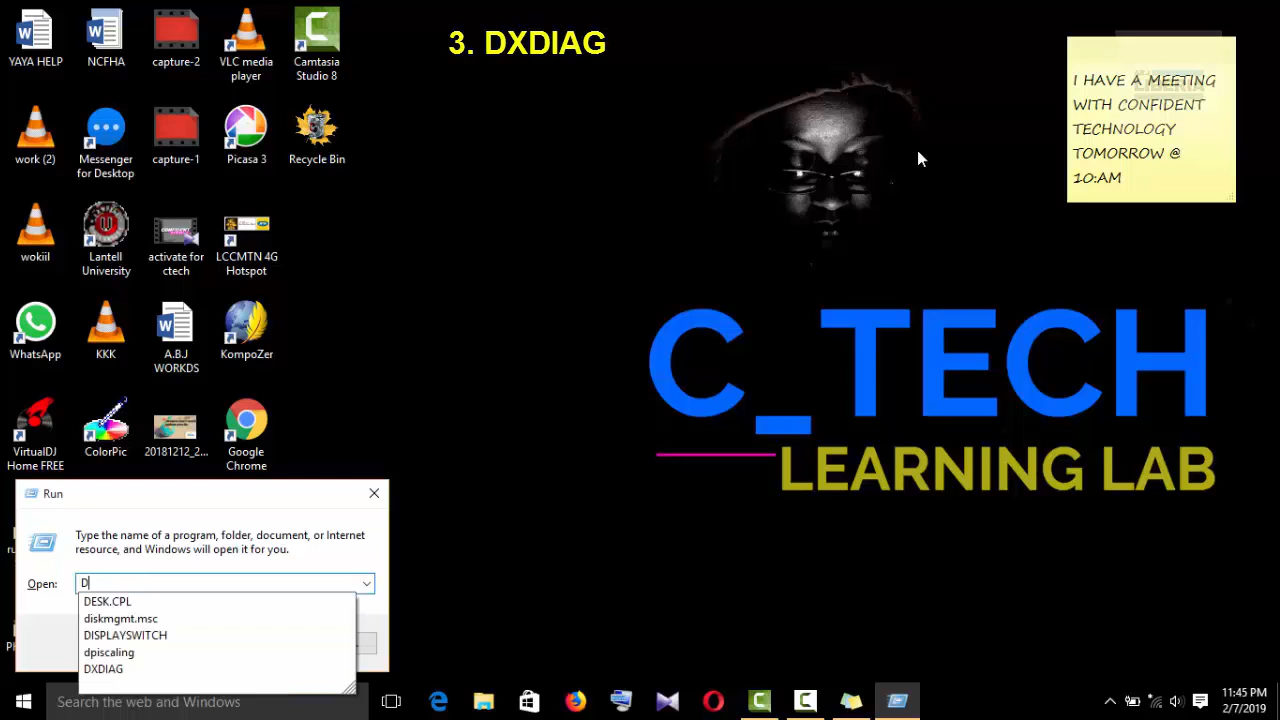 3. DXDIAG
YAYA HELP
NCFHA
capture-2
VLC media
player
Camtasia
Studio 8
I HAVE A MEETING
WITH CONFIDENT
TECHNOLOGY
TOMORROW @
10:AM
work (2)
Messenger
for Desktop
capture-1
Picasa 3
Recycle Bin
wokiil
Lantell
University
activate for
ctech
LCCMTN 4G
Hotspot
WhatsApp
KKK
A.B.J
WORKDS
KompoZer
C_TECH
LEARNING LAB
VirtualDJ
Home FREE
ColorPic
20181212_2...
Google
Chrome
Run
Type the name of a program, folder, document, or Internet
resource, and Windows will open it for you.
Open:
D
DESK.CPL
diskmgmt.msc
DISPLAYSWITCH
dpiscaling
DXDIAG
Search the web and Windows
11:45 PM
2/7/2019